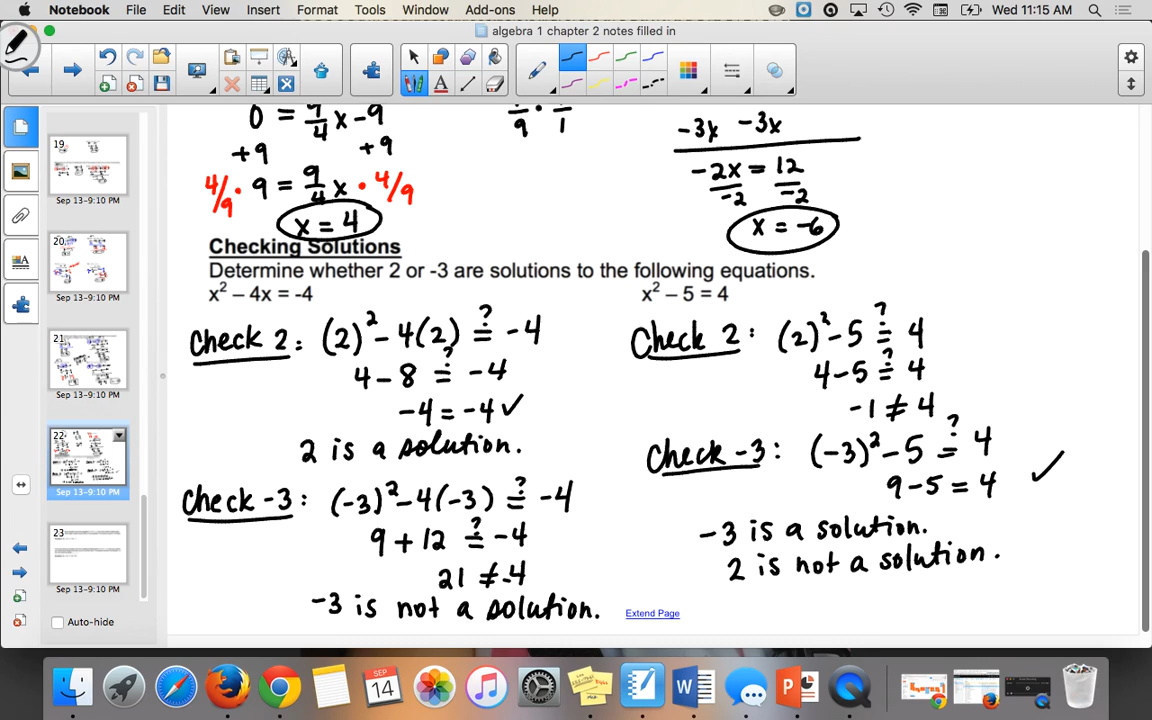 Notebook File Edit View Insert Format Tools Window Add-ons Help Wed 11:15 AM
algebra 1 chapter 2 notes filled in
19
Sep 13-9:10 PM
20
Sep 13-9:10 PM
21
Sep 13-9:10 PM
22
Sep 13-9:10 PM
23
Sep 13-9:10 PM
Auto-hide
0 = 9/4 x - 9
+9 +9
4/9 · 9 = 9/4 x · 4/9
x = 4
9 · 1
-3x -3x
-2x = 12
-2 -2
x = -6
Checking Solutions
Determine whether 2 or -3 are solutions to the following equations.
x² – 4x = -4
x² – 5 = 4
Check 2: (2)² - 4(2) ≟ -4
4 - 8 ≟ -4
-4 = -4 ✓
2 is a solution.
Check -3: (-3)² - 4(-3) ≟ -4
9 + 12 ≟ -4
21 ≠ -4
-3 is not a solution.
Check 2: (2)² - 5 ≟ 4
4 - 5 ≟ 4
-1 ≠ 4
Check -3: (-3)² - 5 ≟ 4
9 - 5 = 4 ✓
-3 is a solution.
2 is not a solution.
Extend Page
SEP
14